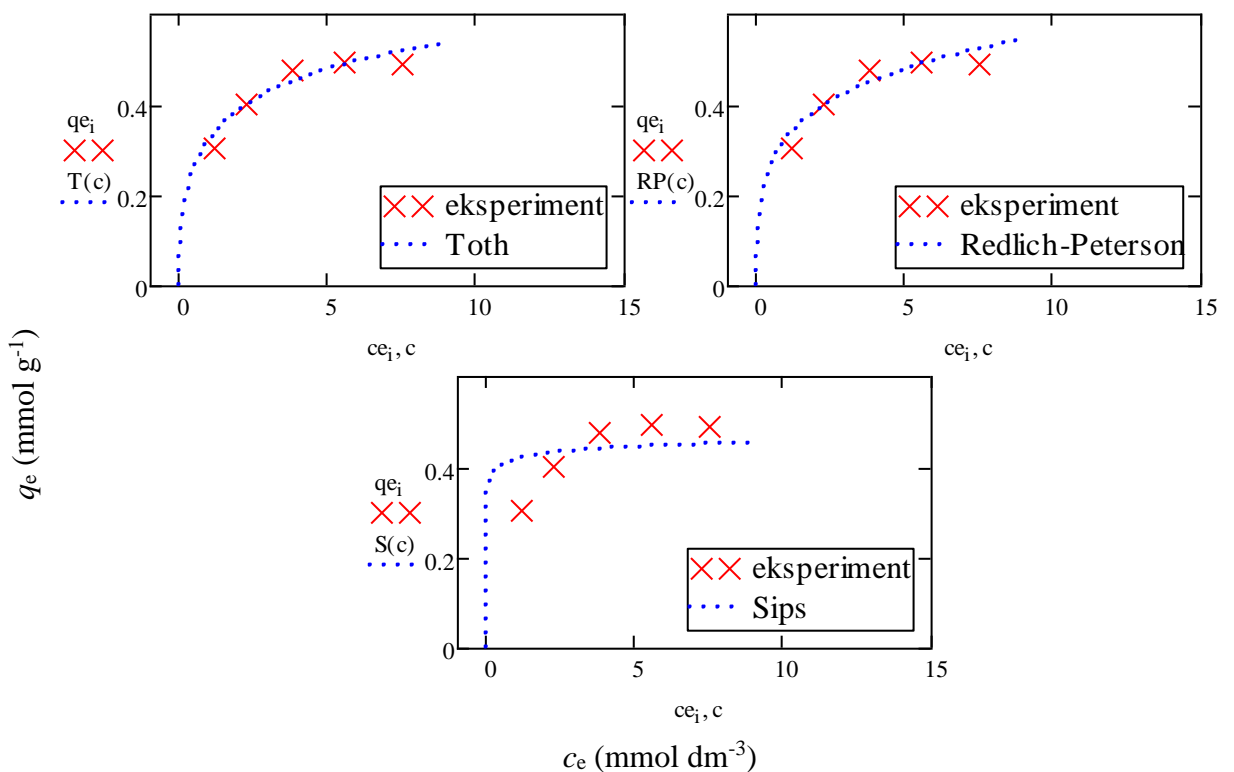 0.4
qe_i
T(c)
0.2
0
eksperiment
Toth
0 5 10 15
ce_i, c
0.4
qe_i
RP(c)
0.2
0
eksperiment
Redlich-Peterson
0 5 10 15
ce_i, c
q_e (mmol g^-1)
0.4
qe_i
S(c)
0.2
0
eksperiment
Sips
0 5 10 15
ce_i, c
c_e (mmol dm^-3)